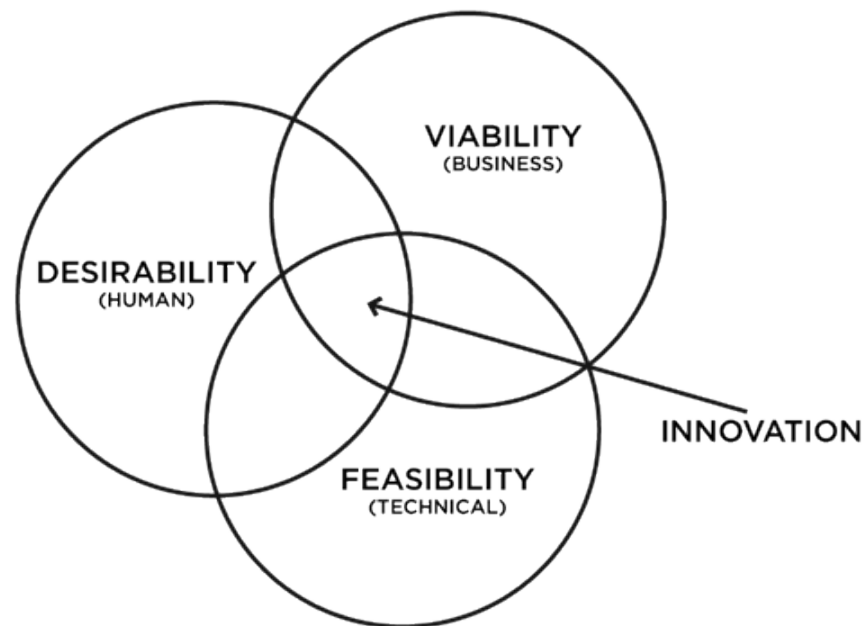 VIABILITY
(BUSINESS)
DESIRABILITY
(HUMAN)
INNOVATION
FEASIBILITY
(TECHNICAL)